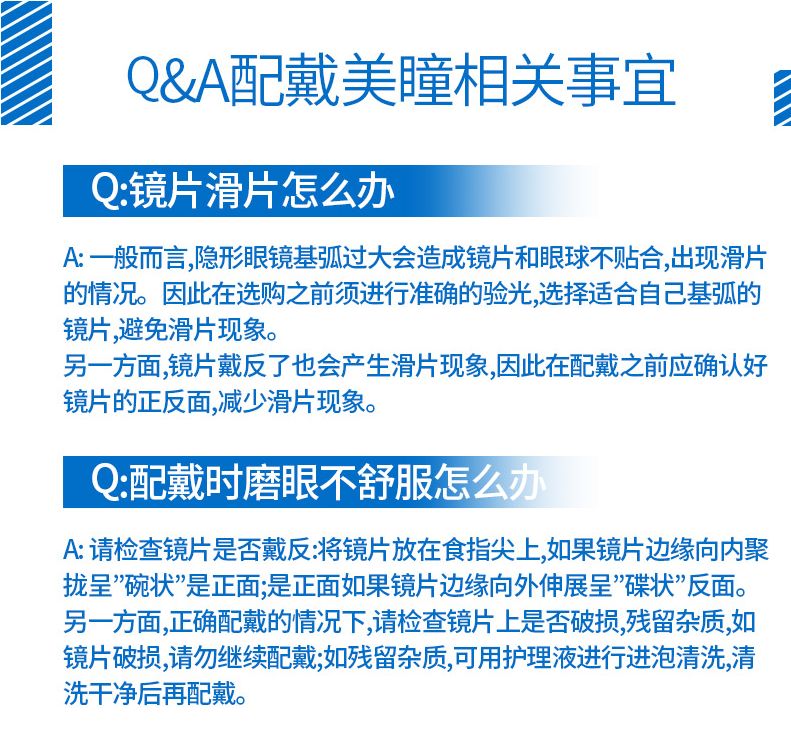 Q&A配戴美瞳相关事宜
Q:镜片滑片怎么办
A: 一般而言,隐形眼镜基弧过大会造成镜片和眼球不贴合,出现滑片
的情况。因此在选购之前须进行准确的验光,选择适合自己基弧的
镜片,避免滑片现象。
另一方面,镜片戴反了也会产生滑片现象,因此在配戴之前应确认好
镜片的正反面,减少滑片现象。
Q:配戴时磨眼不舒服怎么办
A: 请检查镜片是否戴反:将镜片放在食指尖上,如果镜片边缘向内聚
拢呈”碗状”是正面;是正面如果镜片边缘向外伸展呈”碟状”反面。
另一方面,正确配戴的情况下,请检查镜片上是否破损,残留杂质,如
镜片破损,请勿继续配戴;如残留杂质,可用护理液进行进泡清洗,清
洗干净后再配戴。